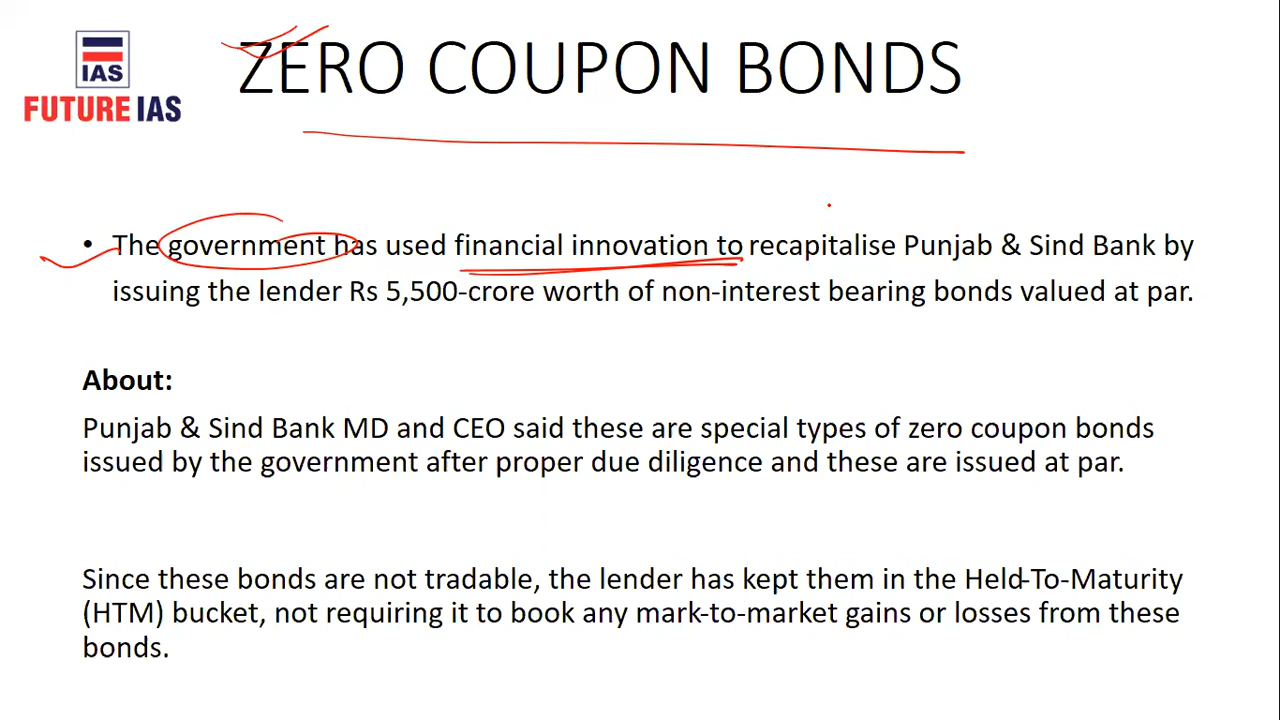 IAS
FUTURE IAS
ZERO COUPON BONDS
• The government has used financial innovation to recapitalise Punjab & Sind Bank by
issuing the lender Rs 5,500-crore worth of non-interest bearing bonds valued at par.
About:
Punjab & Sind Bank MD and CEO said these are special types of zero coupon bonds
issued by the government after proper due diligence and these are issued at par.
Since these bonds are not tradable, the lender has kept them in the Held-To-Maturity
(HTM) bucket, not requiring it to book any mark-to-market gains or losses from these
bonds.